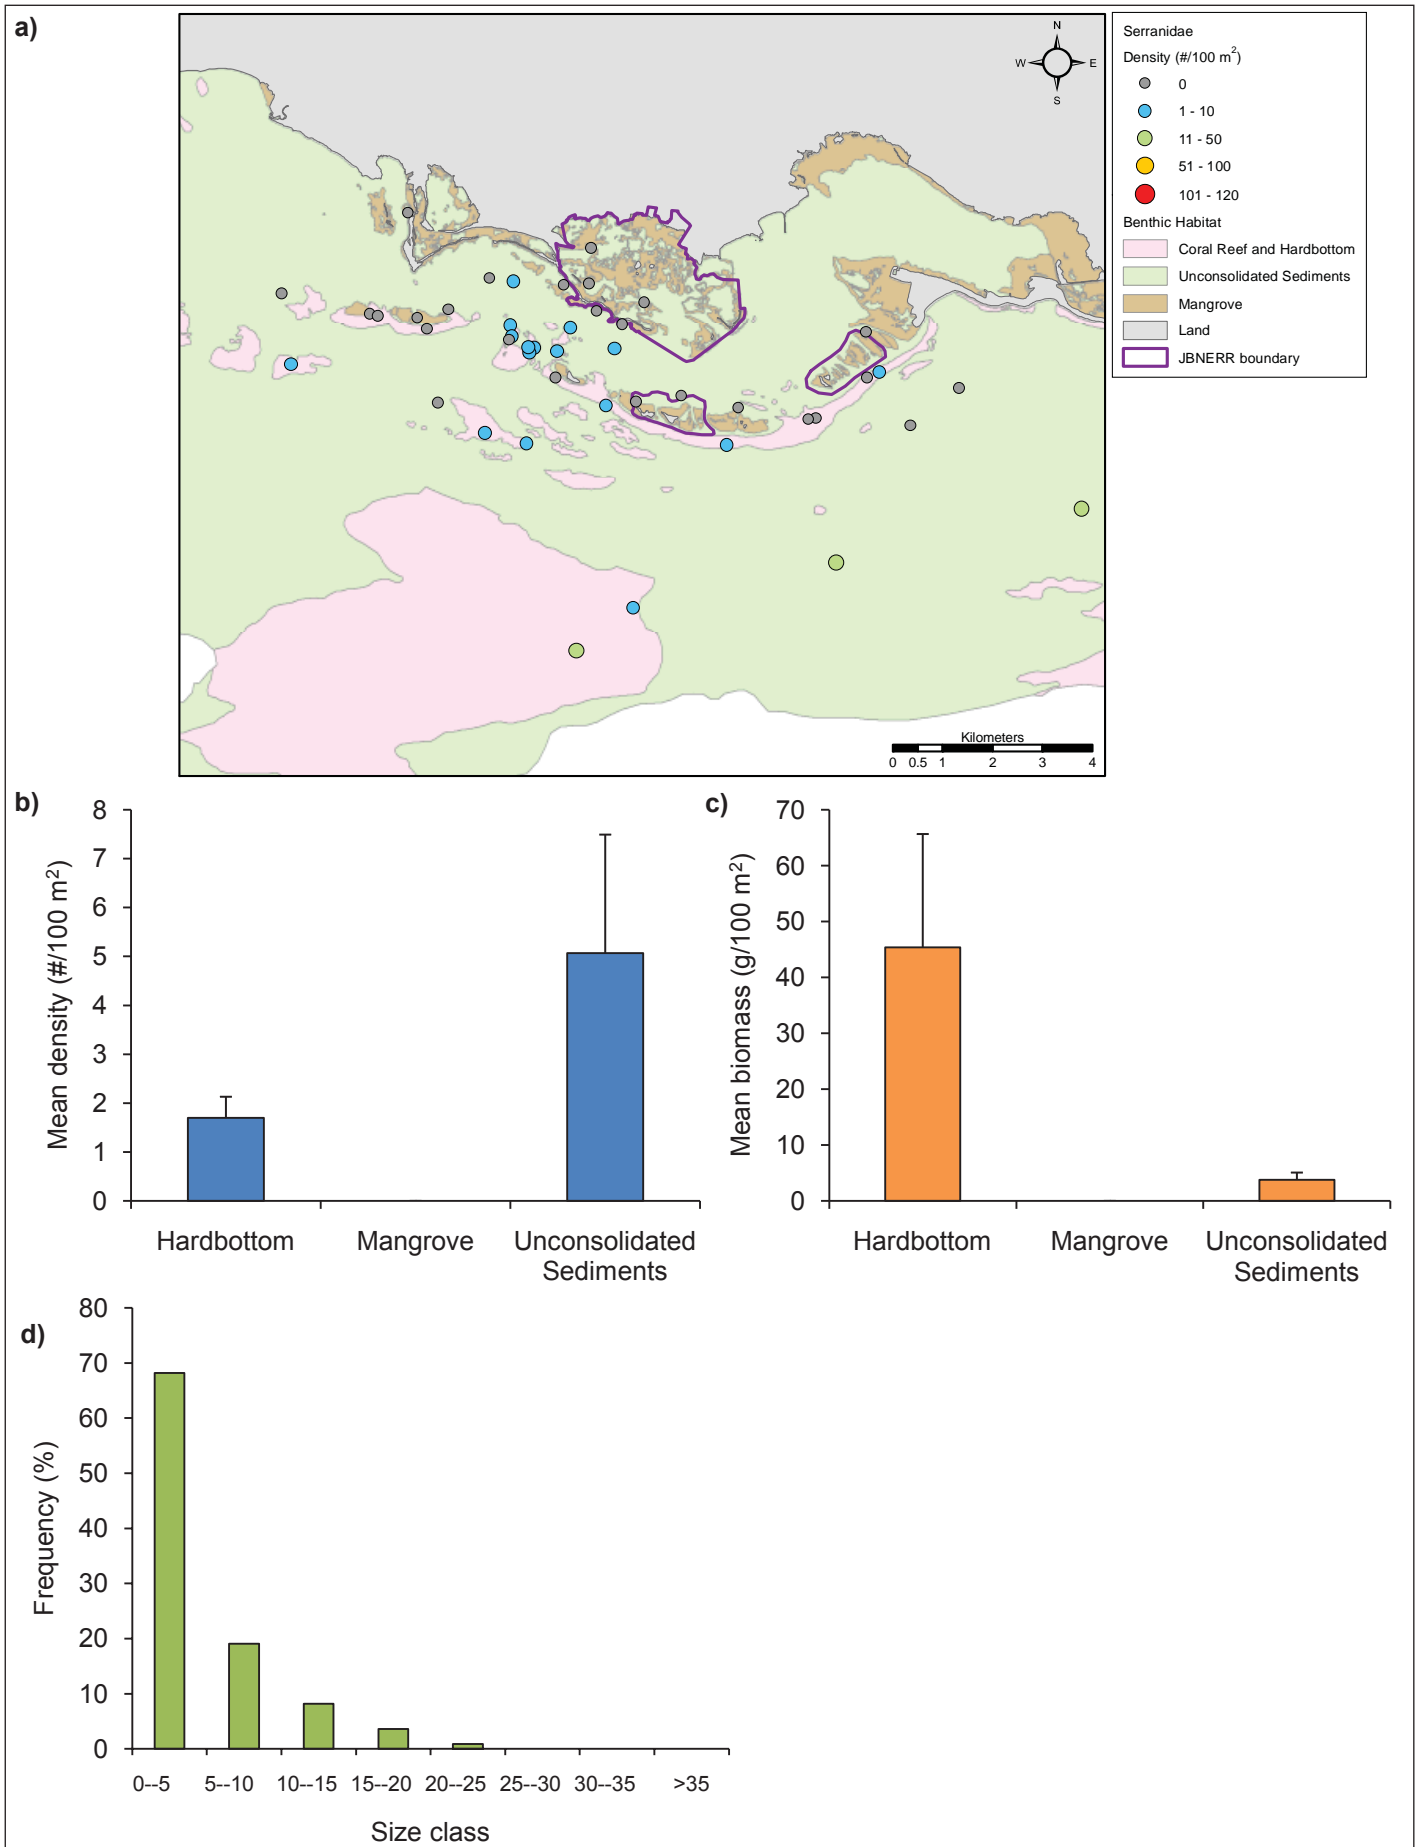 a)
N
W E
S
Serranidae
Density (#/100 m²)
0
1 - 10
11 - 50
51 - 100
101 - 120
Benthic Habitat
Coral Reef and Hardbottom
Unconsolidated Sediments
Mangrove
Land
JBNERR boundary
Kilometers
0 0.5 1 2 3 4
b)
8
7
6
5
4
3
2
1
0
Mean density (#/100 m²)
Hardbottom Mangrove Unconsolidated
Sediments
c)
70
60
50
40
30
20
10
0
Mean biomass (g/100 m²)
Hardbottom Mangrove Unconsolidated
Sediments
d)
80
70
60
50
40
30
20
10
0
Frequency (%)
0--5 5--10 10--15 15--20 20--25 25--30 30--35 >35
Size class